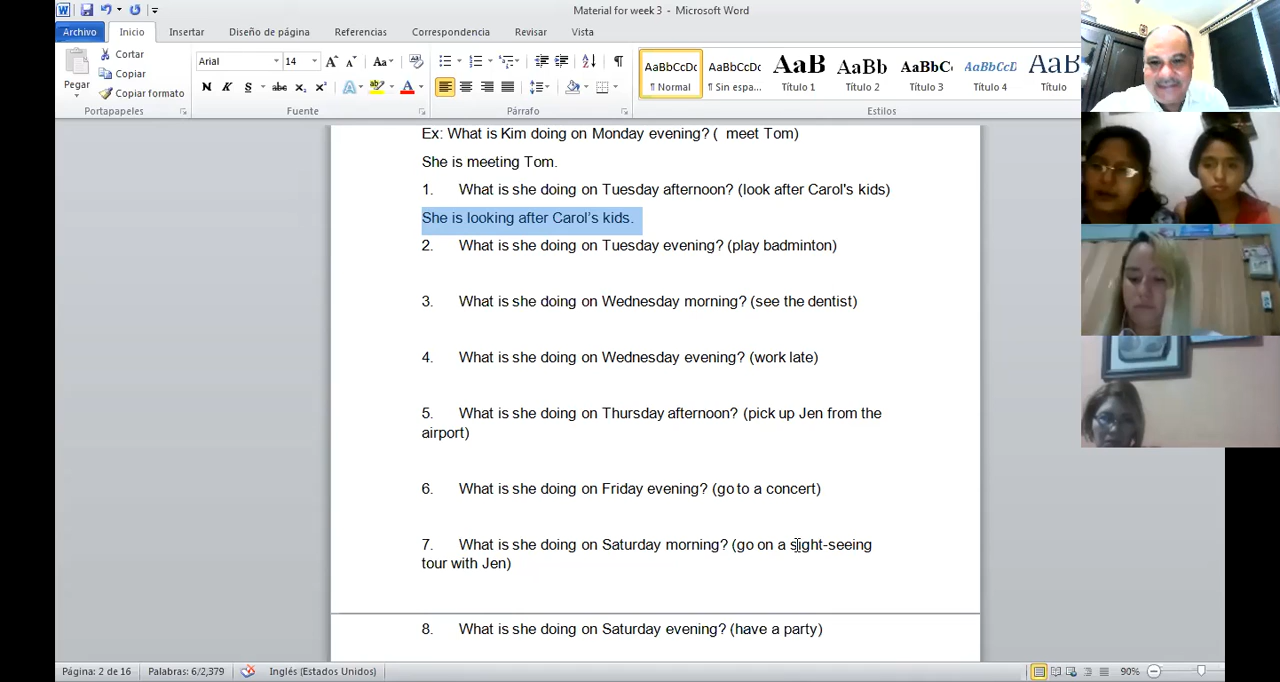 Material for week 3 - Microsoft Word
Archivo Inicio Insertar Diseño de página Referencias Correspondencia Revisar Vista
Pegar
Cortar
Copiar
Copiar formato
Portapapeles
Arial 14
N K S abc x₂ x² A A
Fuente
Párrafo
AaBbCcDc AaBbCcDc AaB AaBb AaBbC AaBbCcD AaB
¶ Normal ¶ Sin espa... Título 1 Título 2 Título 3 Título 4 Título
Estilos
Ex: What is Kim doing on Monday evening? ( meet Tom)
She is meeting Tom.
1. What is she doing on Tuesday afternoon? (look after Carol's kids)
She is looking after Carol's kids.
2. What is she doing on Tuesday evening? (play badminton)
3. What is she doing on Wednesday morning? (see the dentist)
4. What is she doing on Wednesday evening? (work late)
5. What is she doing on Thursday afternoon? (pick up Jen from the
airport)
6. What is she doing on Friday evening? (go to a concert)
7. What is she doing on Saturday morning? (go on a sight-seeing
tour with Jen)
8. What is she doing on Saturday evening? (have a party)
Página: 2 de 16 Palabras: 6/2,379 Inglés (Estados Unidos) 90%